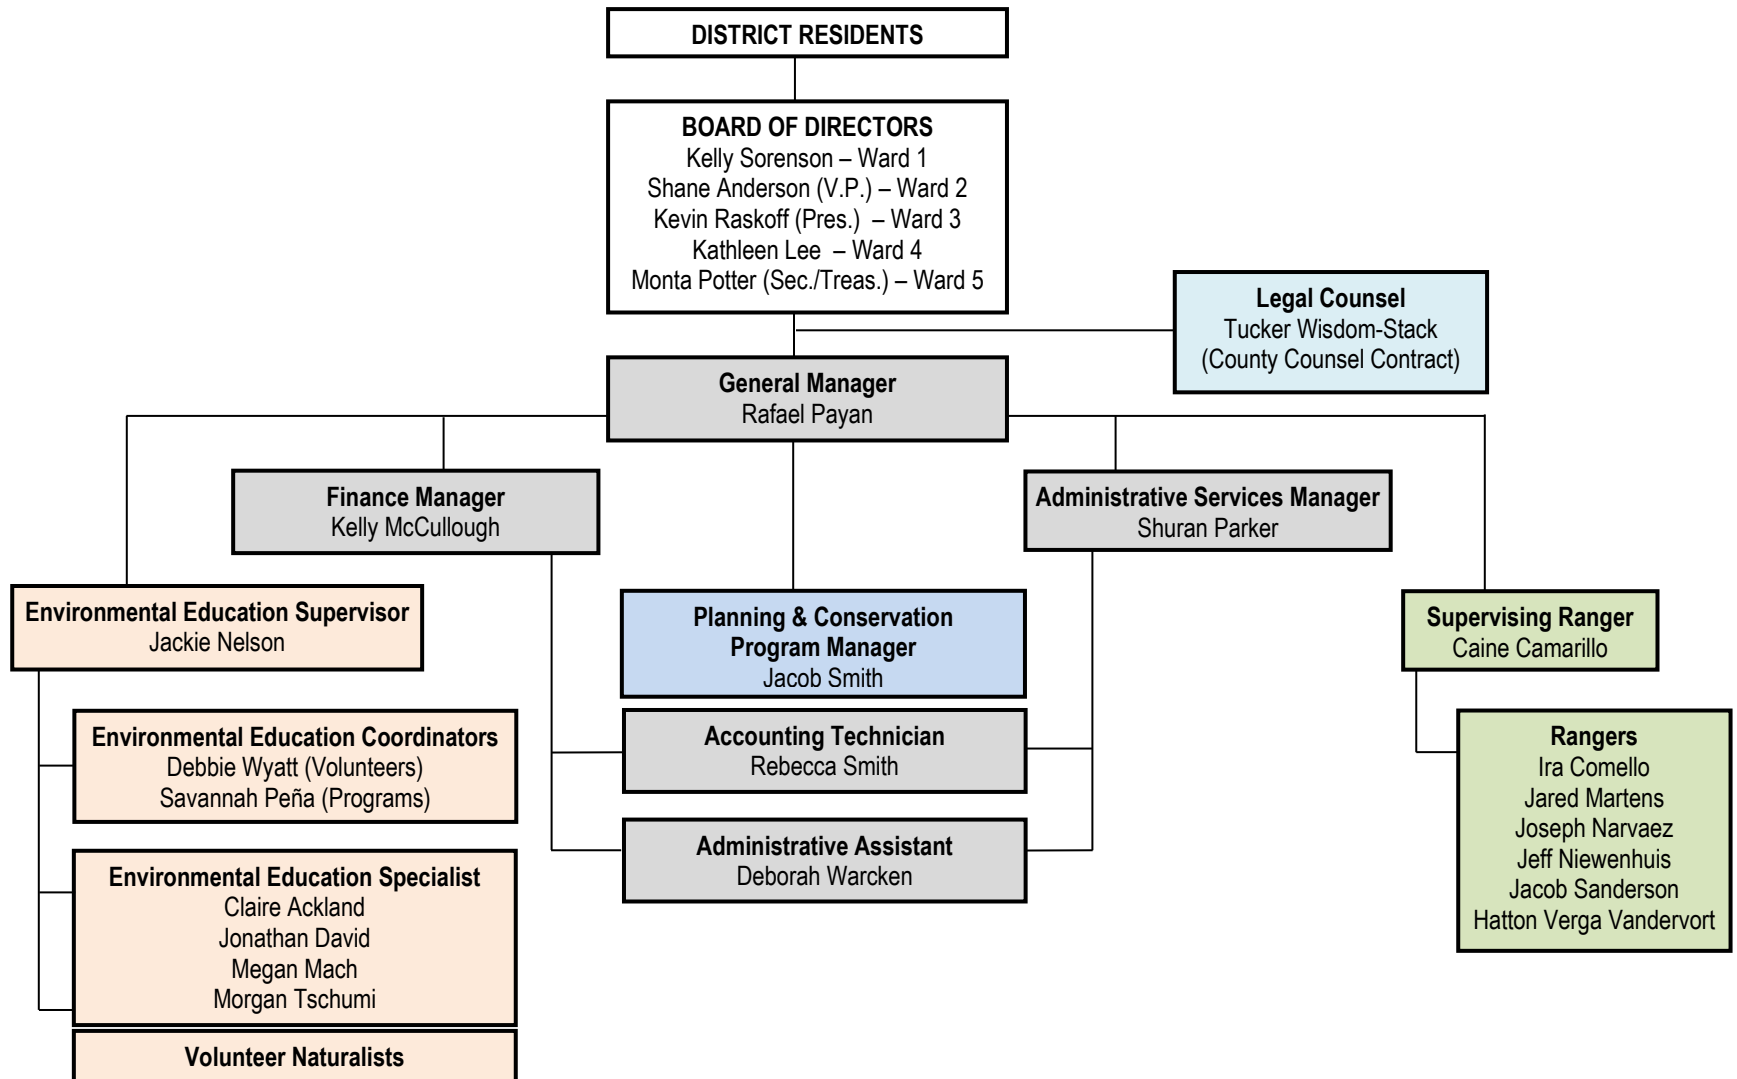 DISTRICT RESIDENTS
BOARD OF DIRECTORS
Kelly Sorenson – Ward 1
Shane Anderson (V.P.) – Ward 2
Kevin Raskoff (Pres.) – Ward 3
Kathleen Lee – Ward 4
Monta Potter (Sec./Treas.) – Ward 5
Legal Counsel
Tucker Wisdom-Stack
(County Counsel Contract)
General Manager
Rafael Payan
Finance Manager
Kelly McCullough
Administrative Services Manager
Shuran Parker
Environmental Education Supervisor
Jackie Nelson
Planning & Conservation
Program Manager
Jacob Smith
Supervising Ranger
Caine Camarillo
Environmental Education Coordinators
Debbie Wyatt (Volunteers)
Savannah Peña (Programs)
Accounting Technician
Rebecca Smith
Rangers
Ira Comello
Jared Martens
Joseph Narvaez
Jeff Niewenhuis
Jacob Sanderson
Hatton Verga Vandervort
Environmental Education Specialist
Claire Ackland
Jonathan David
Megan Mach
Morgan Tschumi
Administrative Assistant
Deborah Warcken
Volunteer Naturalists